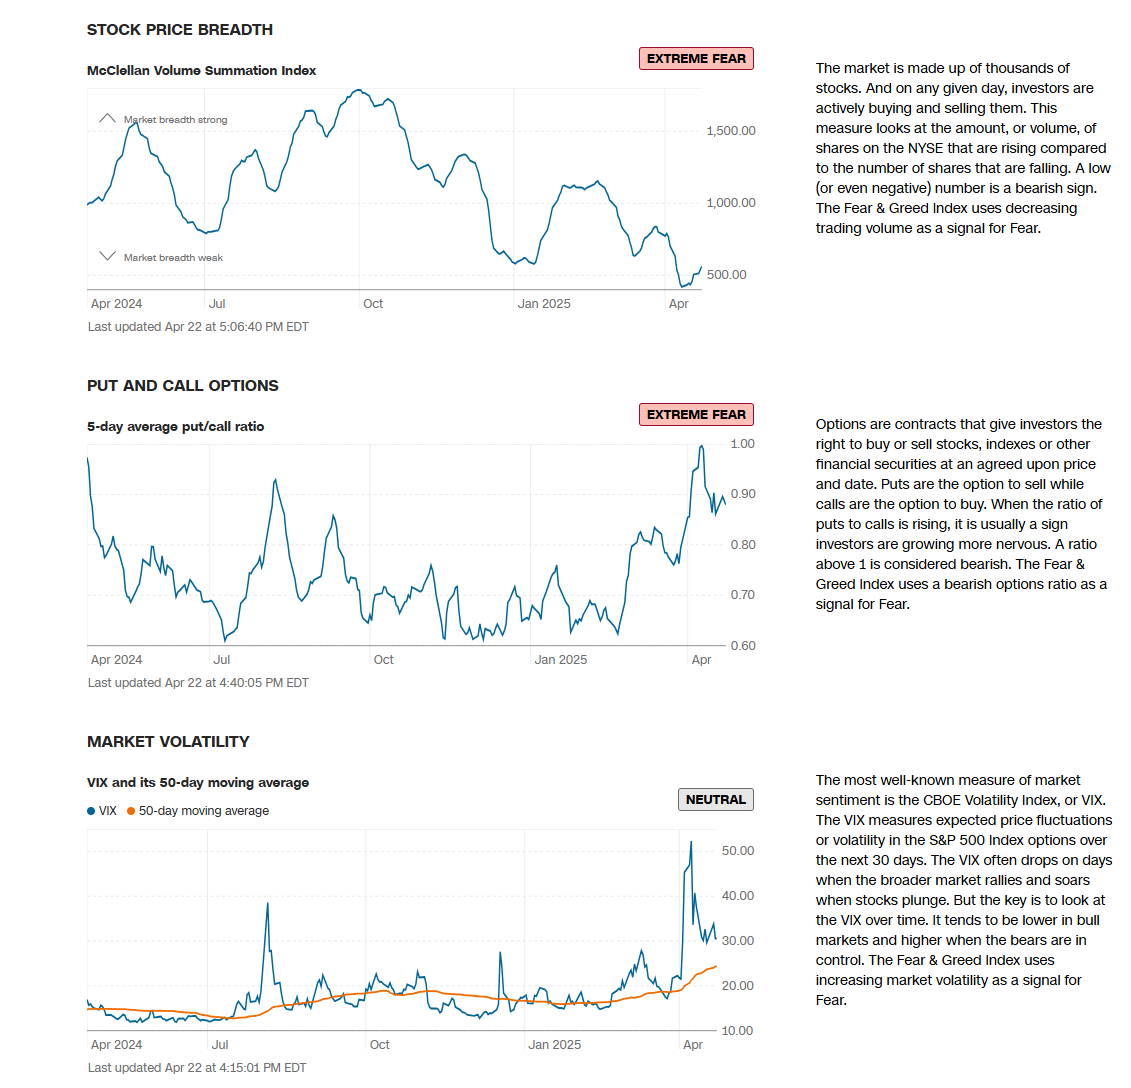 STOCK PRICE BREADTH
EXTREME FEAR
McClellan Volume Summation Index
Market breadth strong
Market breadth weak
1,500.00
1,000.00
500.00
Apr 2024 Jul Oct Jan 2025 Apr
Last updated Apr 22 at 5:06:40 PM EDT
The market is made up of thousands of
stocks. And on any given day, investors are
actively buying and selling them. This
measure looks at the amount, or volume, of
shares on the NYSE that are rising compared
to the number of shares that are falling. A low
(or even negative) number is a bearish sign.
The Fear & Greed Index uses decreasing
trading volume as a signal for Fear.
PUT AND CALL OPTIONS
EXTREME FEAR
5-day average put/call ratio
1.00
0.90
0.80
0.70
0.60
Apr 2024 Jul Oct Jan 2025 Apr
Last updated Apr 22 at 4:40:05 PM EDT
Options are contracts that give investors the
right to buy or sell stocks, indexes or other
financial securities at an agreed upon price
and date. Puts are the option to sell while
calls are the option to buy. When the ratio of
puts to calls is rising, it is usually a sign
investors are growing more nervous. A ratio
above 1 is considered bearish. The Fear &
Greed Index uses a bearish options ratio as a
signal for Fear.
MARKET VOLATILITY
VIX and its 50-day moving average
NEUTRAL
VIX 50-day moving average
50.00
40.00
30.00
20.00
10.00
Apr 2024 Jul Oct Jan 2025 Apr
Last updated Apr 22 at 4:15:01 PM EDT
The most well-known measure of market
sentiment is the CBOE Volatility Index, or VIX.
The VIX measures expected price fluctuations
or volatility in the S&P 500 Index options over
the next 30 days. The VIX often drops on days
when the broader market rallies and soars
when stocks plunge. But the key is to look at
the VIX over time. It tends to be lower in bull
markets and higher when the bears are in
control. The Fear & Greed Index uses
increasing market volatility as a signal for
Fear.